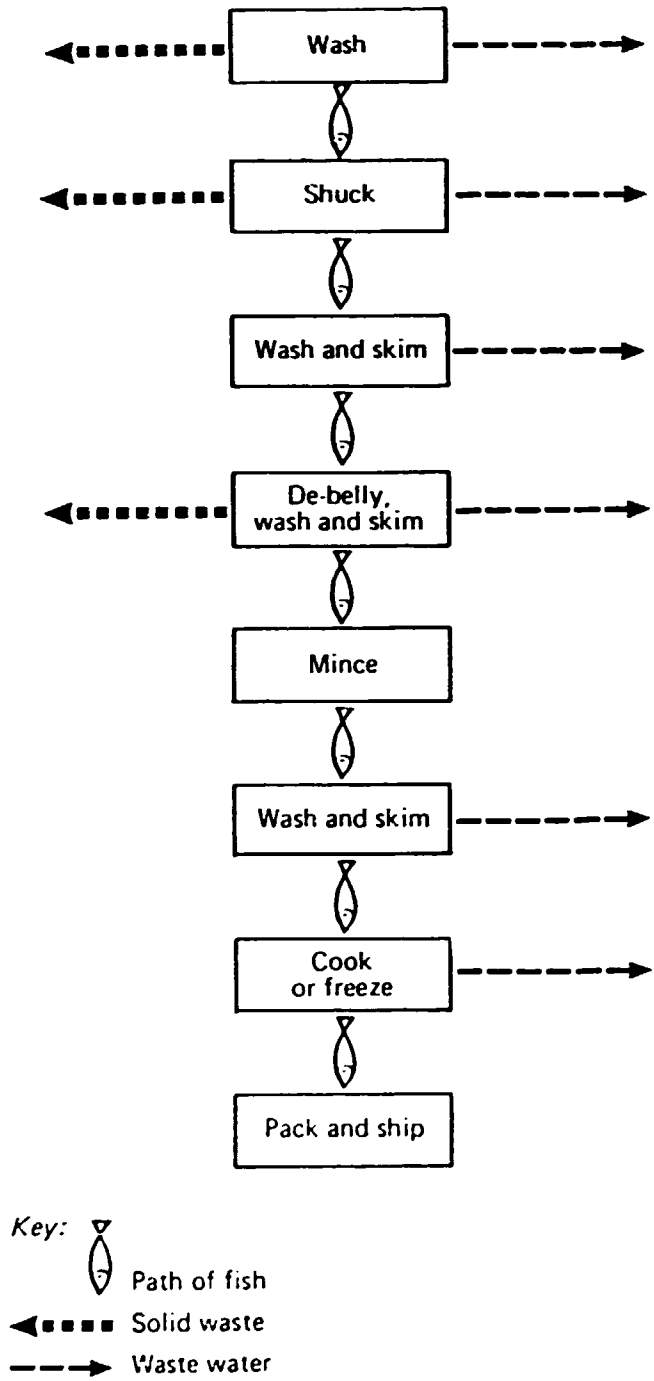 Wash
Shuck
Wash and skim
De-belly,
wash and skim
Mince
Wash and skim
Cook
or freeze
Pack and ship
Key:
Path of fish
Solid waste
Waste water